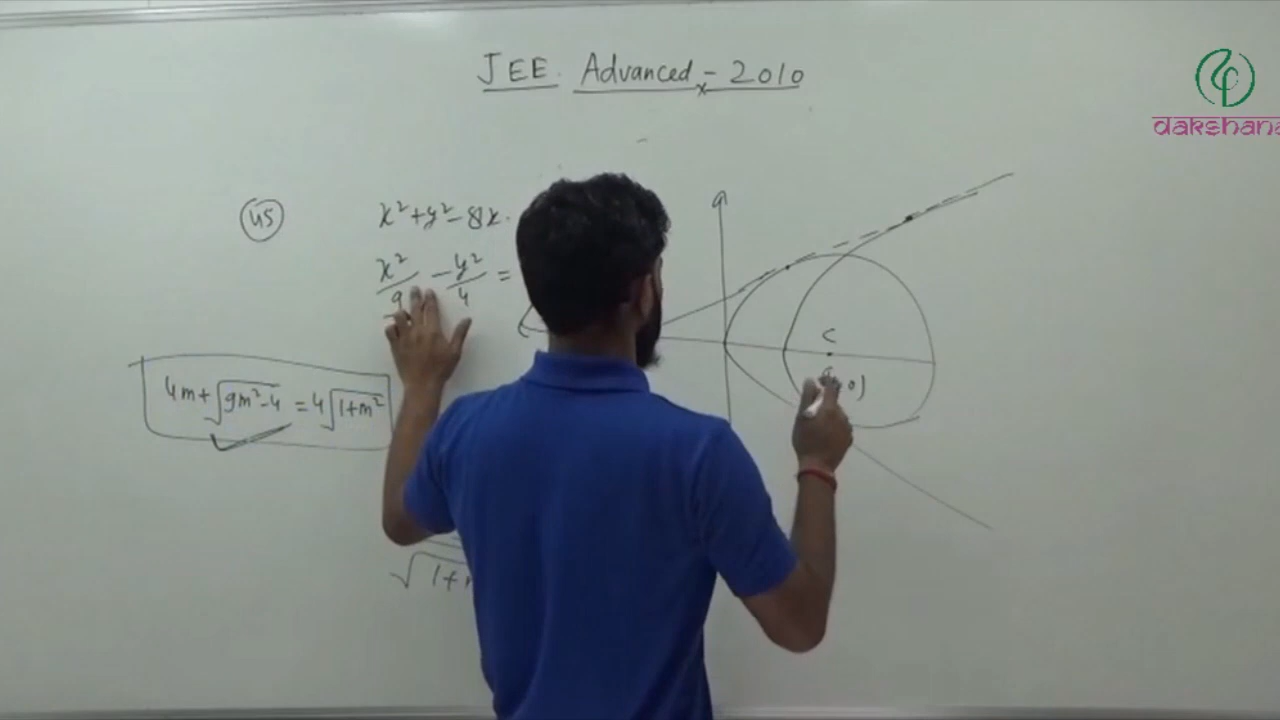 JEE Advanced - 2010
dakshana
45
x²+y²-8x
x²/9 - y²/4 =
4m+√9m²-4 = 4√1+m²
C
√1+